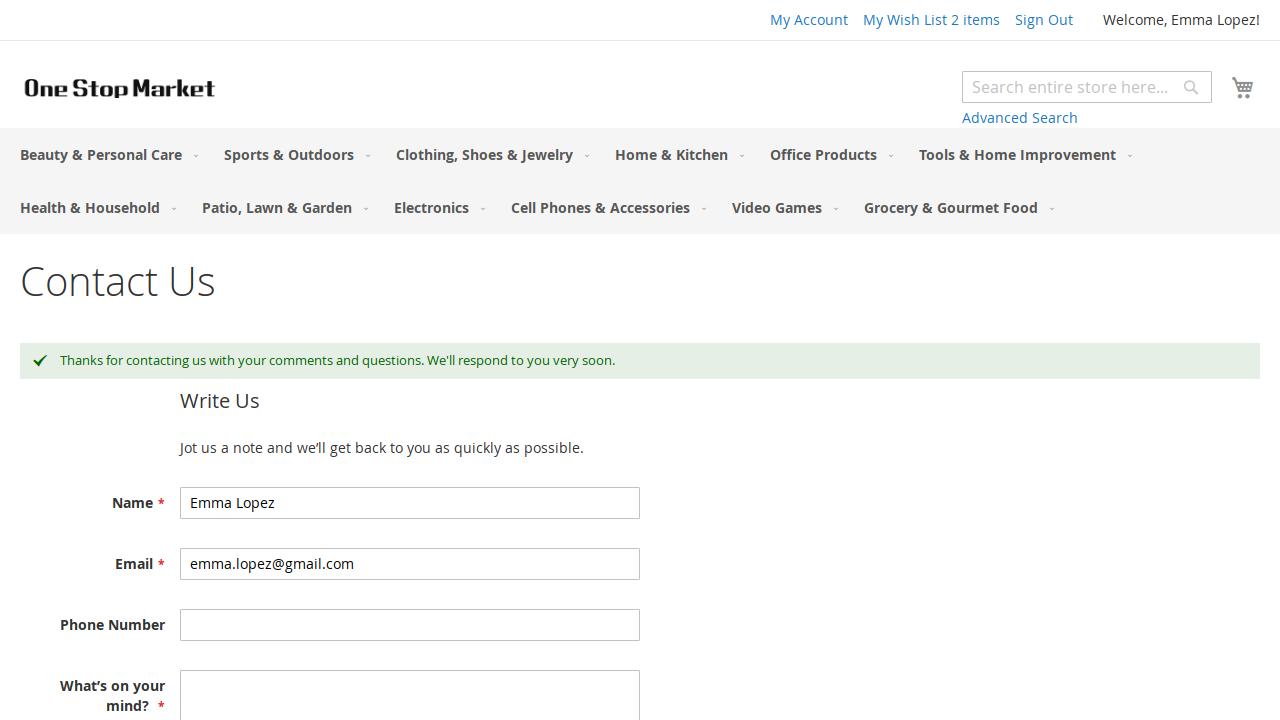 My Account My Wish List 2 items Sign Out Welcome, Emma Lopez!
One Stop Market
Search entire store here...
Advanced Search
Beauty & Personal Care Sports & Outdoors Clothing, Shoes & Jewelry Home & Kitchen Office Products Tools & Home Improvement
Health & Household Patio, Lawn & Garden Electronics Cell Phones & Accessories Video Games Grocery & Gourmet Food
Contact Us
Thanks for contacting us with your comments and questions. We'll respond to you very soon.
Write Us
Jot us a note and we’ll get back to you as quickly as possible.
Name * Emma Lopez
Email * emma.lopez@gmail.com
Phone Number
What’s on your
mind? *